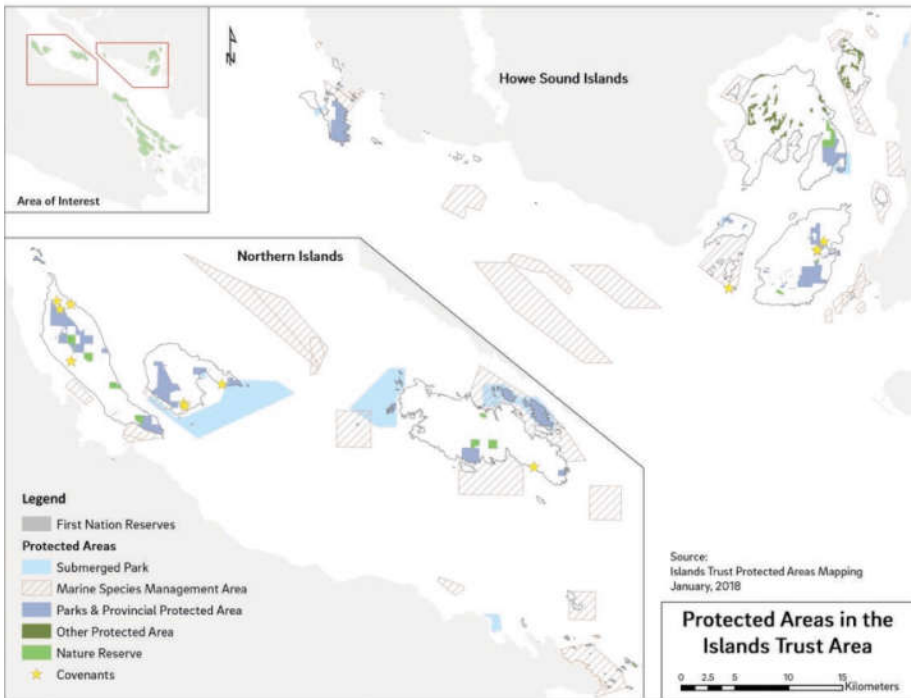 Area of Interest
N
Howe Sound Islands
Northern Islands
Legend
First Nation Reserves
Protected Areas
Submerged Park
Marine Species Management Area
Parks & Provincial Protected Area
Other Protected Area
Nature Reserve
Covenants
Source:
Islands Trust Protected Areas Mapping
January, 2018
Protected Areas in the
Islands Trust Area
0 2.5 5 10 15
Kilometers